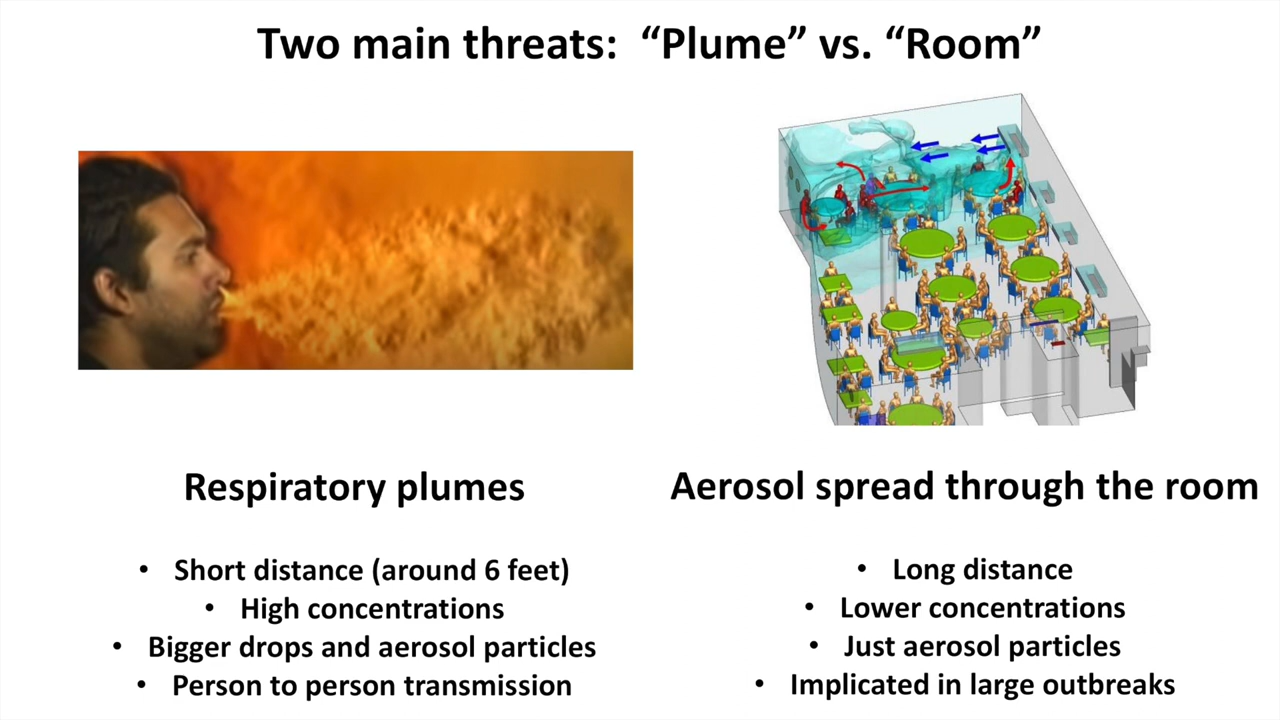 Two main threats:  “Plume” vs. “Room”
Respiratory plumes
• Short distance (around 6 feet)
• High concentrations
• Bigger drops and aerosol particles
• Person to person transmission
Aerosol spread through the room
• Long distance
• Lower concentrations
• Just aerosol particles
• Implicated in large outbreaks